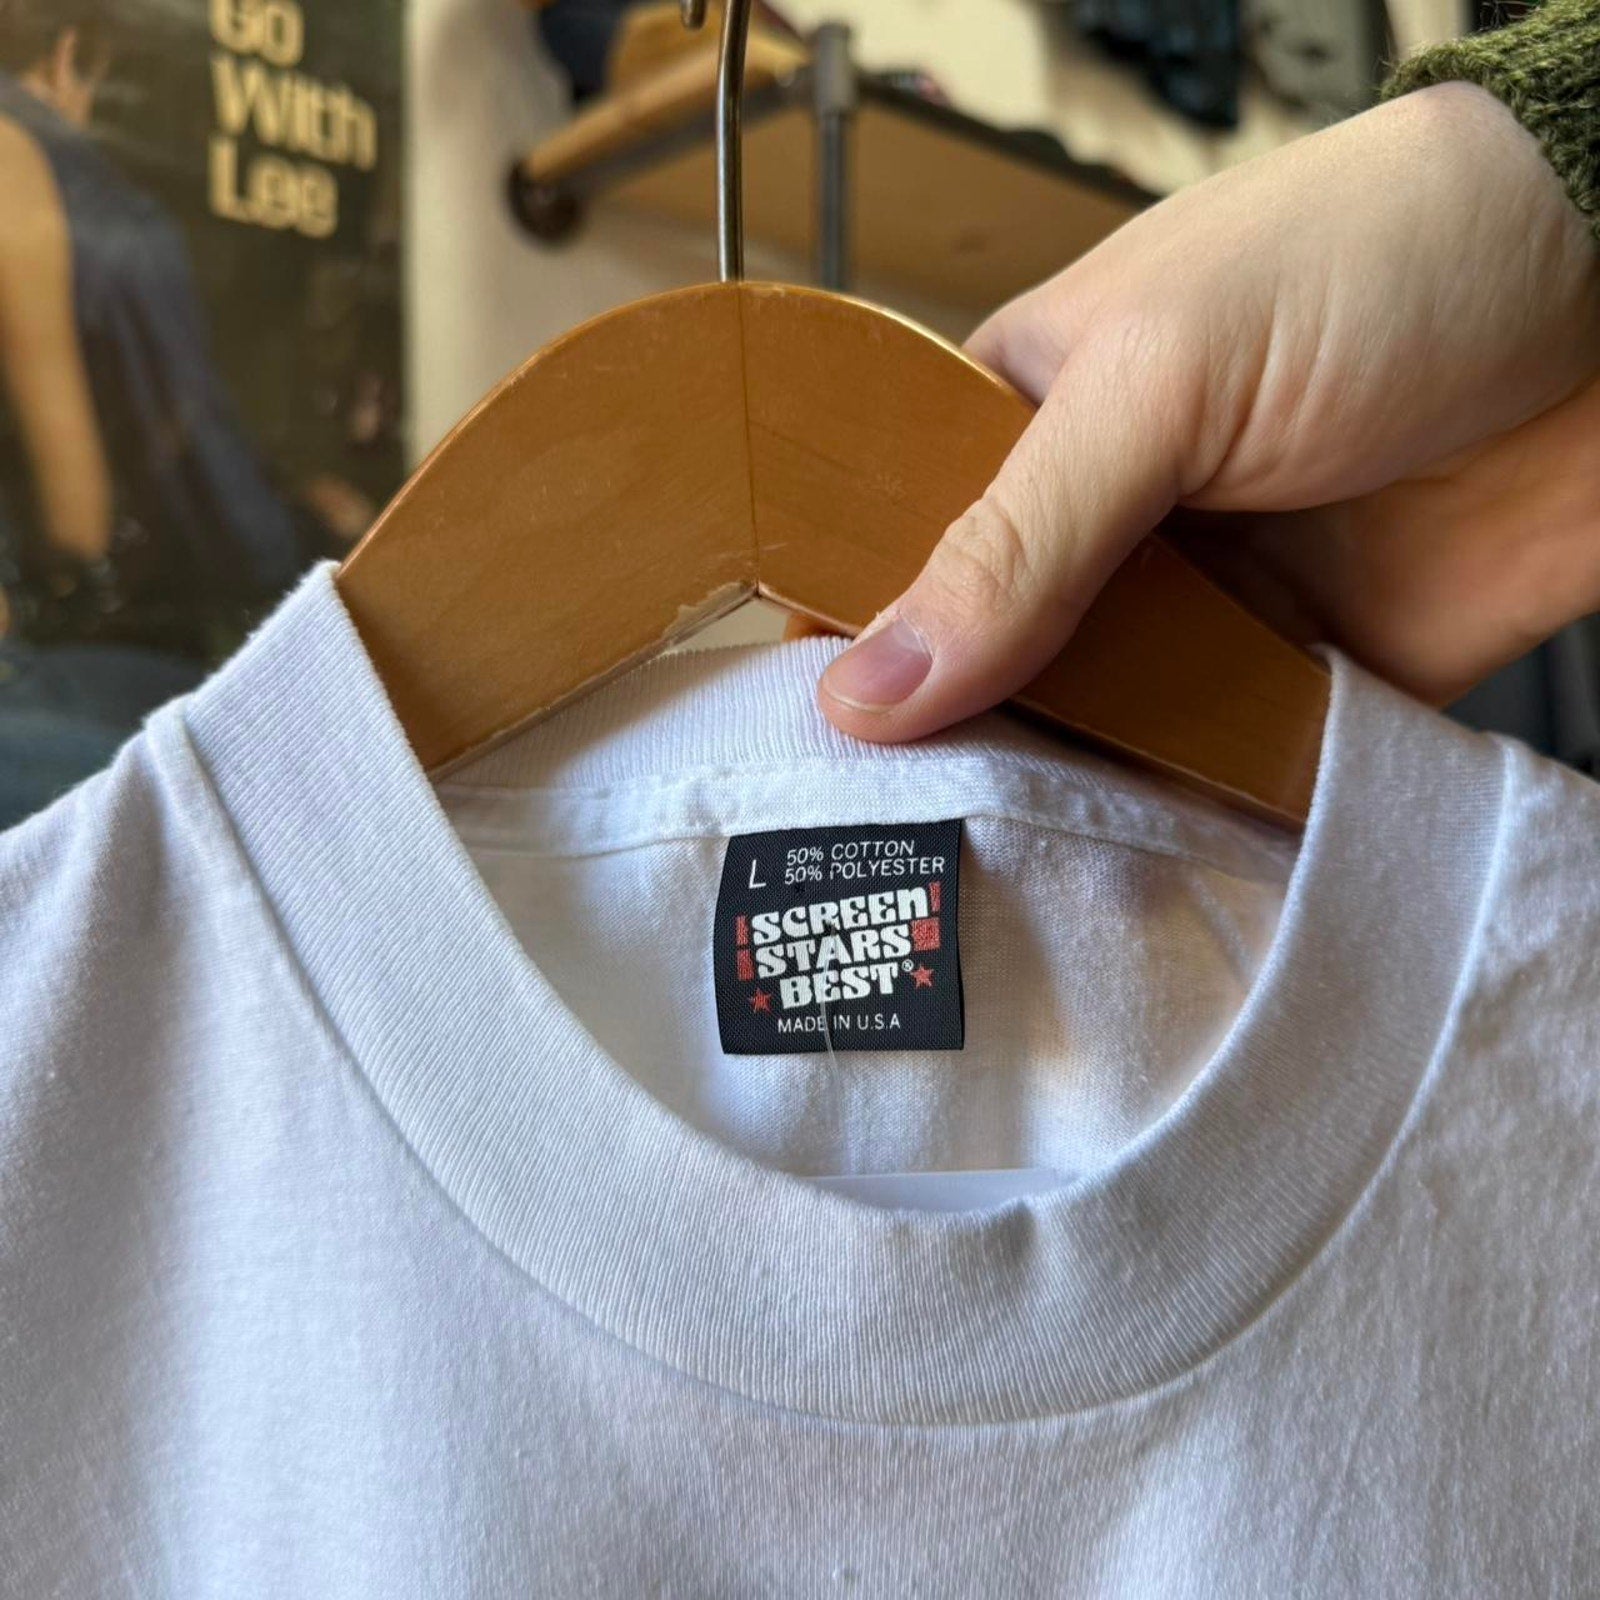 Go
With
Lee
L
50% COTTON
50% POLYESTER
SCREEN
STARS
BEST®
MADE IN U.S.A